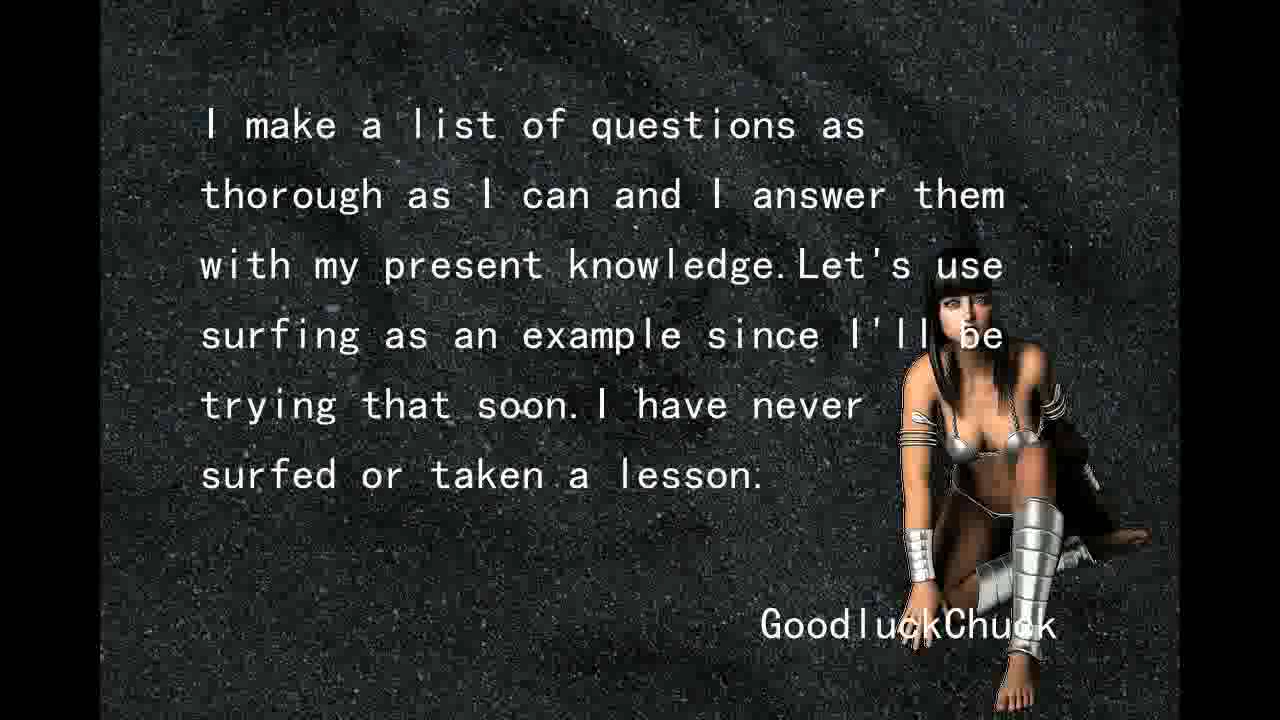 I make a list of questions as
thorough as I can and I answer them
with my present knowledge.Let's use
surfing as an example since I'll be
trying that soon.I have never
surfed or taken a lesson.
GoodluckChuck